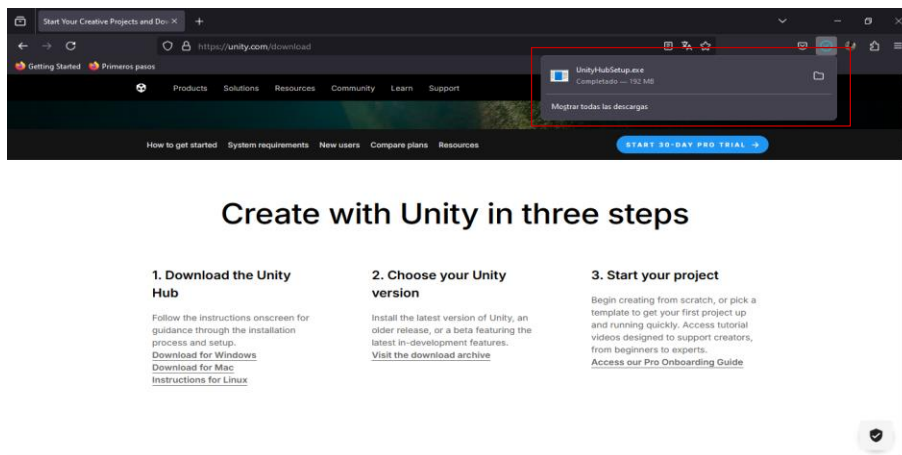 Start Your Creative Projects and Dov
https://unity.com/download
Getting Started Primeros pasos
UnityHubSetup.exe
Completado — 192 MB
Mostrar todas las descargas
Products Solutions Resources Community Learn Support
How to get started System requirements New users Compare plans Resources START 30-DAY PRO TRIAL →
Create with Unity in three steps
1. Download the Unity
Hub
Follow the instructions onscreen for
guidance through the installation
process and setup.
Download for Windows
Download for Mac
Instructions for Linux
2. Choose your Unity
version
Install the latest version of Unity, an
older release, or a beta featuring the
latest in-development features.
Visit the download archive
3. Start your project
Begin creating from scratch, or pick a
template to get your first project up
and running quickly. Access tutorial
videos designed to support creators,
from beginners to experts.
Access our Pro Onboarding Guide